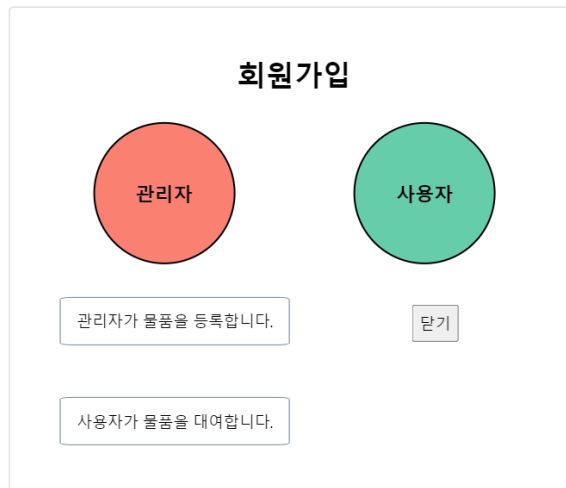 회원가입
관리자
사용자
관리자가 물품을 등록합니다.
닫기
사용자가 물품을 대여합니다.